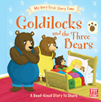 My Very First Story Time
Goldilocks
and the Three Bears
A Read-Aloud Story to Share